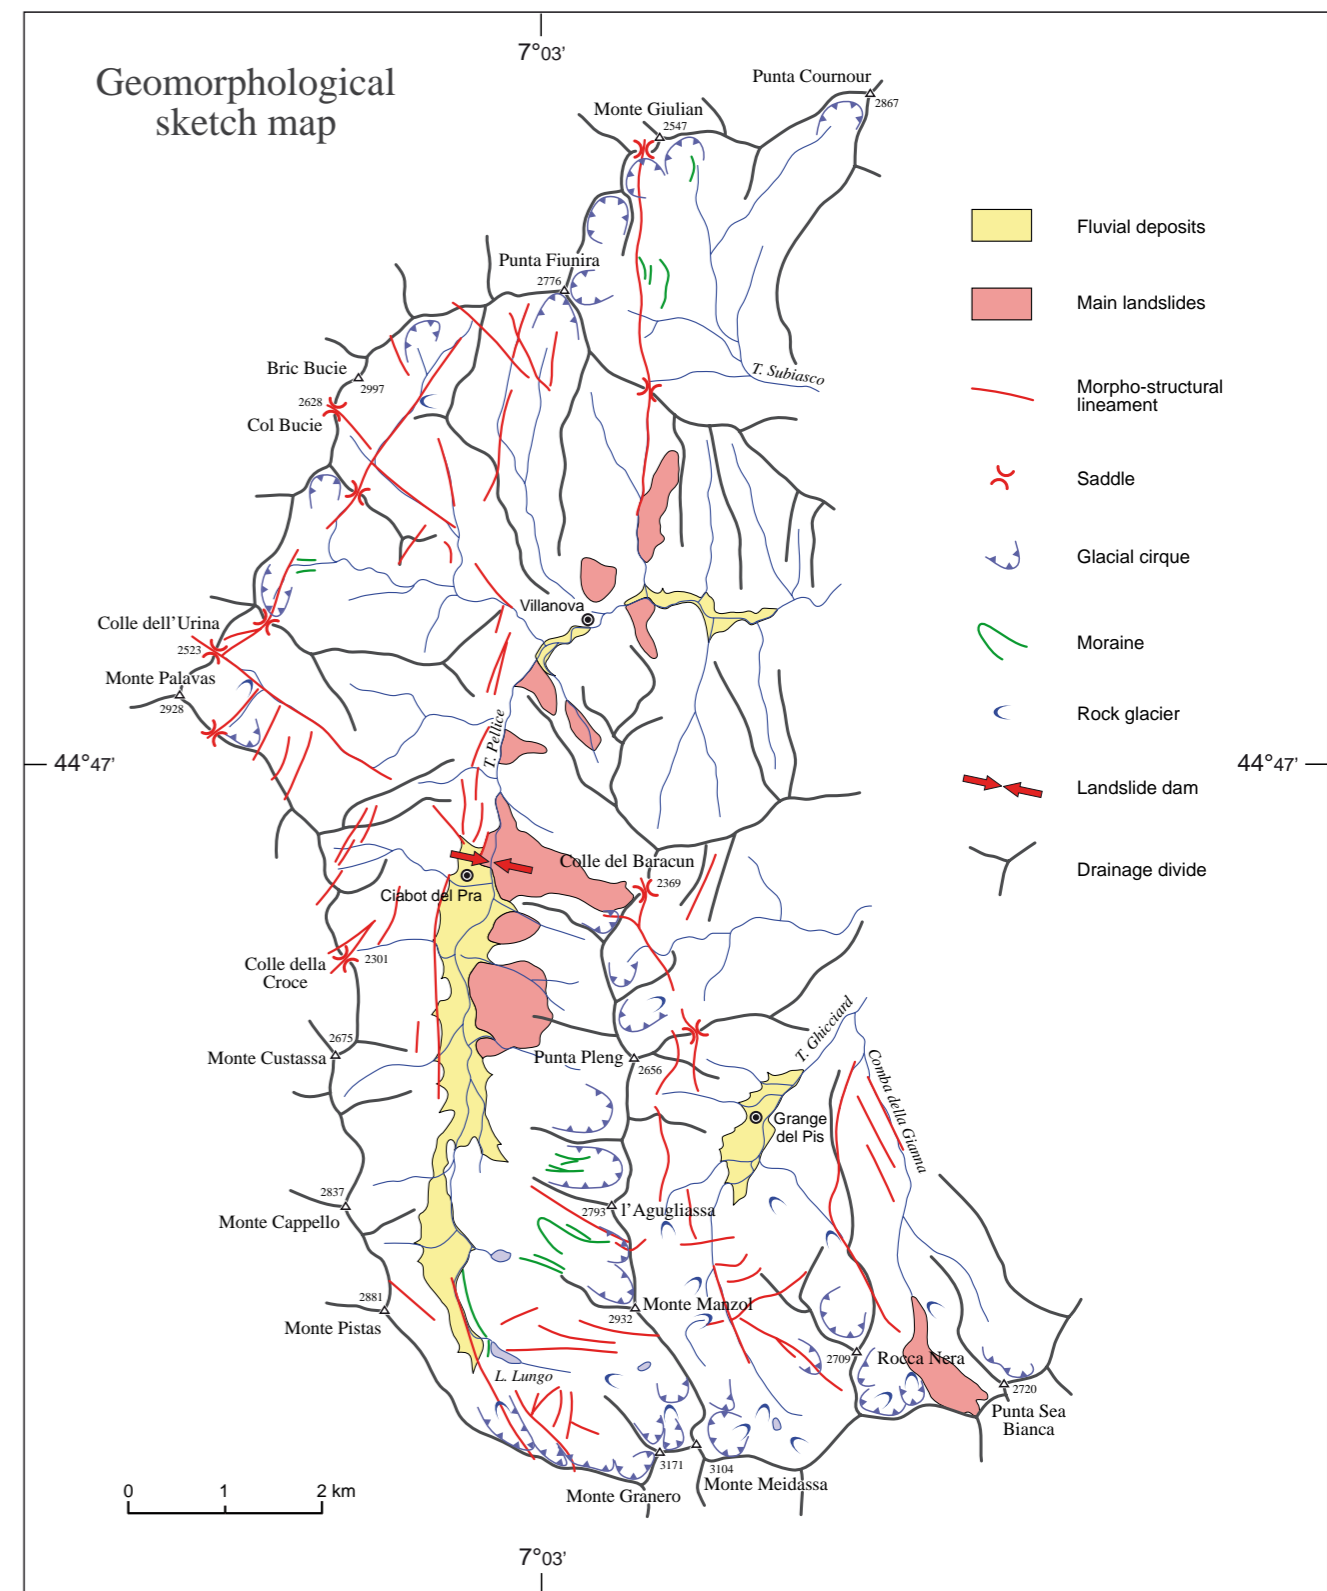 7°03'
Geomorphological
sketch map
Punta Cournour
2867
Monte Giulian
2547
Fluvial deposits
Punta Fiunira
2776
Main landslides
Bric Bucie
2997
T. Subiasco
Morpho-structural
lineament
2628
Col Bucie
Saddle
Glacial cirque
Villanova
Colle dell'Urina
2523
Moraine
Monte Palavas
2928
Rock glacier
T. Pellice
44°47'
44°47'
Landslide dam
Colle del Baracun
2369
Drainage divide
Ciabot del Pra
Colle della
Croce
2301
T. Ghicciard
2675
Monte Custassa
Punta Pleng
2656
Comba della Gianna
Grange
del Pis
2837
Monte Cappello
2793
l'Agugliassa
2881
Monte Pistas
Monte Manzol
2932
2709
Rocca Nera
L. Lungo
2720
Punta Sea
Bianca
0 1 2 km
3171
3104
Monte Meidassa
Monte Granero
7°03'